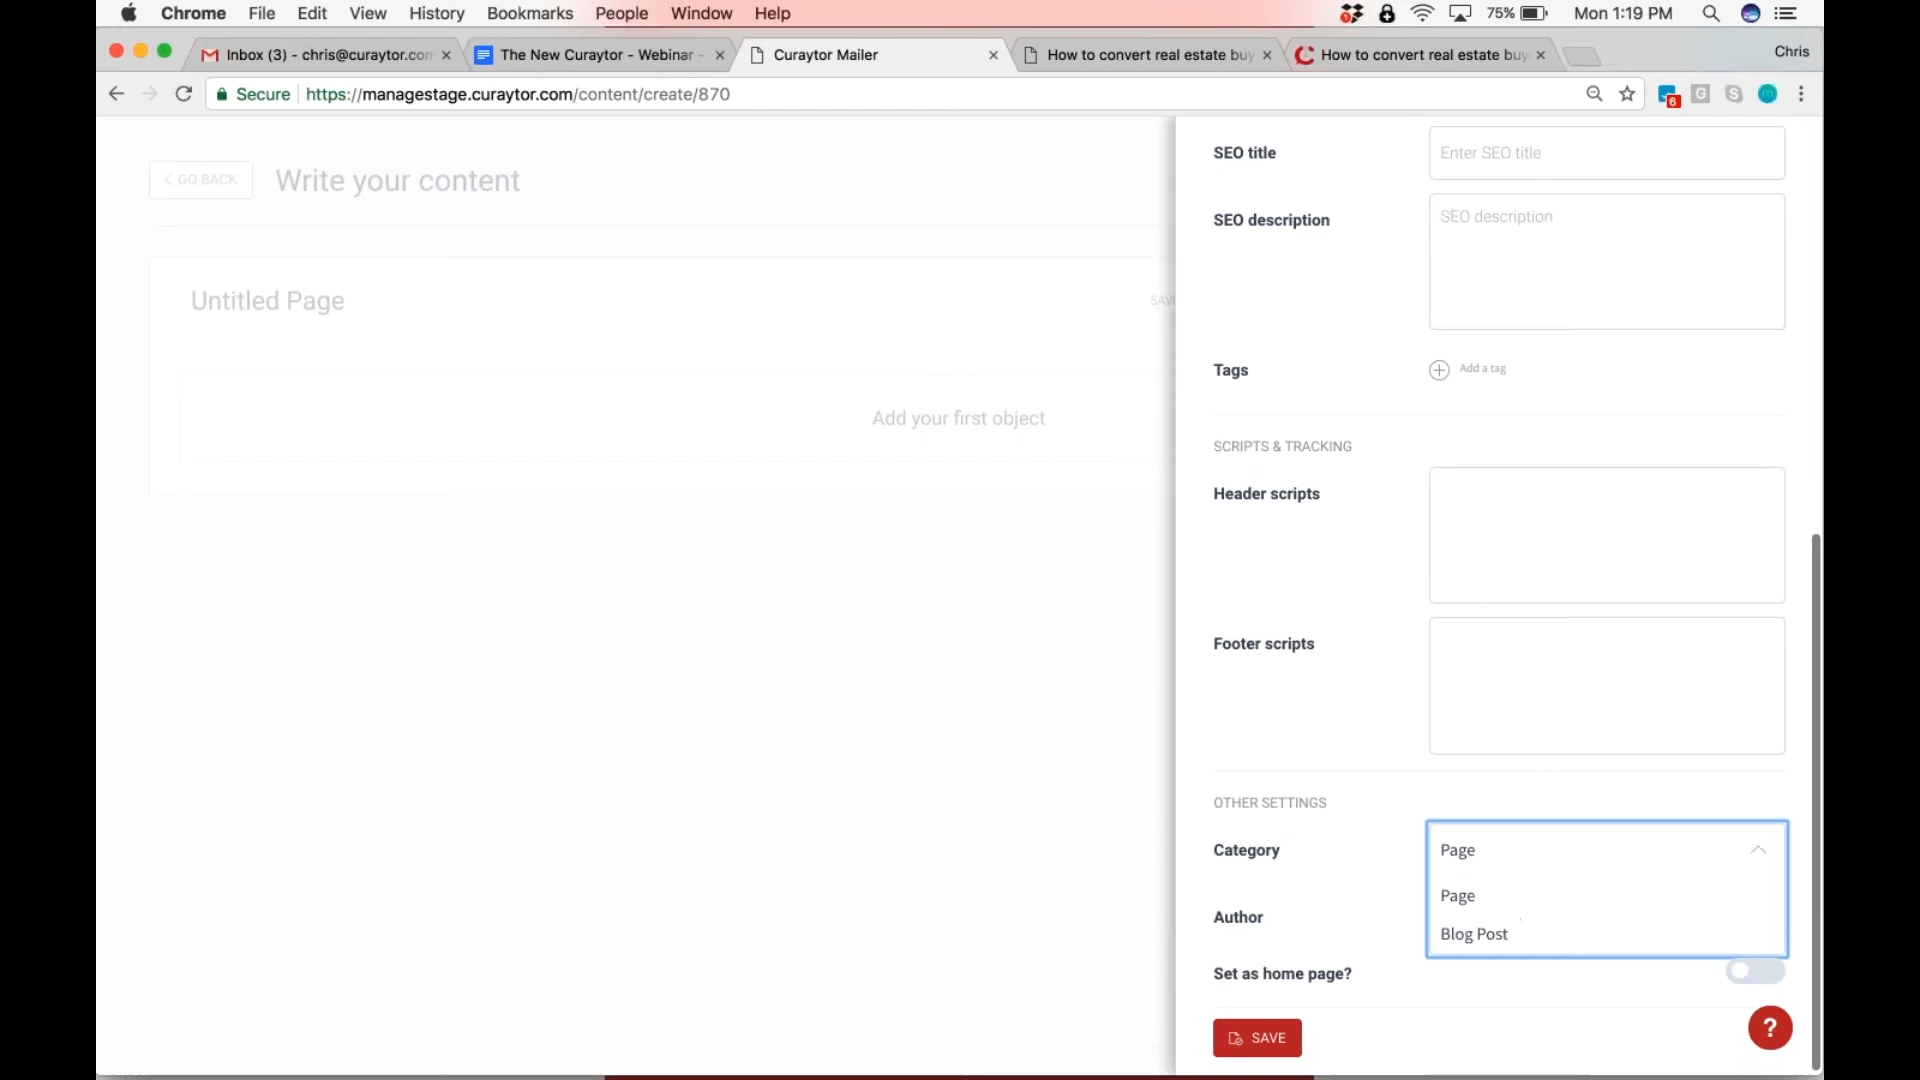 Chrome File Edit View History Bookmarks People Window Help 75% Mon 1:19 PM
Inbox (3) - chris@curaytor.com
The New Curaytor - Webinar -
Curaytor Mailer
How to convert real estate buy
How to convert real estate buy
Chris
Secure https://managestage.curaytor.com/content/create/870
6 G S m
< GO BACK Write your content
Untitled Page
SAV
Add your first object
SEO title
Enter SEO title
SEO description
SEO description
Tags
Add a tag
SCRIPTS & TRACKING
Header scripts
Footer scripts
OTHER SETTINGS
Category
Page
Page
Author
Blog Post
Set as home page?
SAVE
?